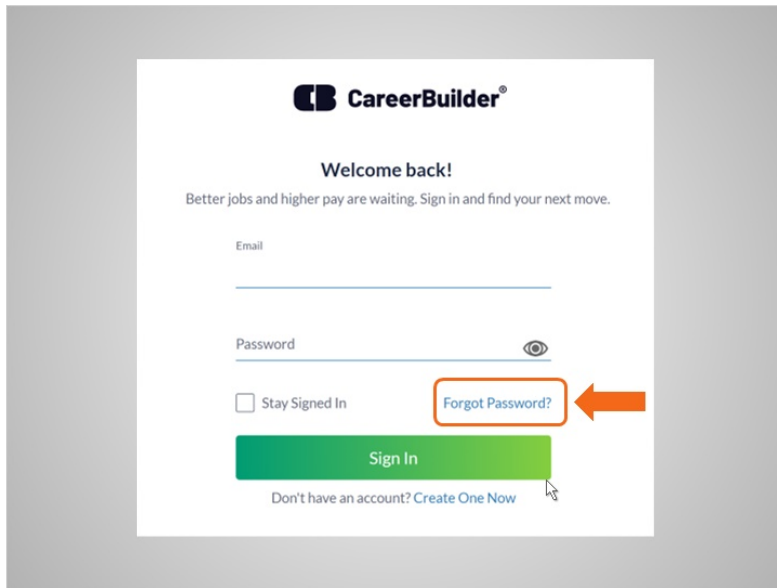 CB CareerBuilder®
Welcome back!
Better jobs and higher pay are waiting. Sign in and find your next move.
Email
Password
Stay Signed In Forgot Password?
Sign In
Don't have an account? Create One Now